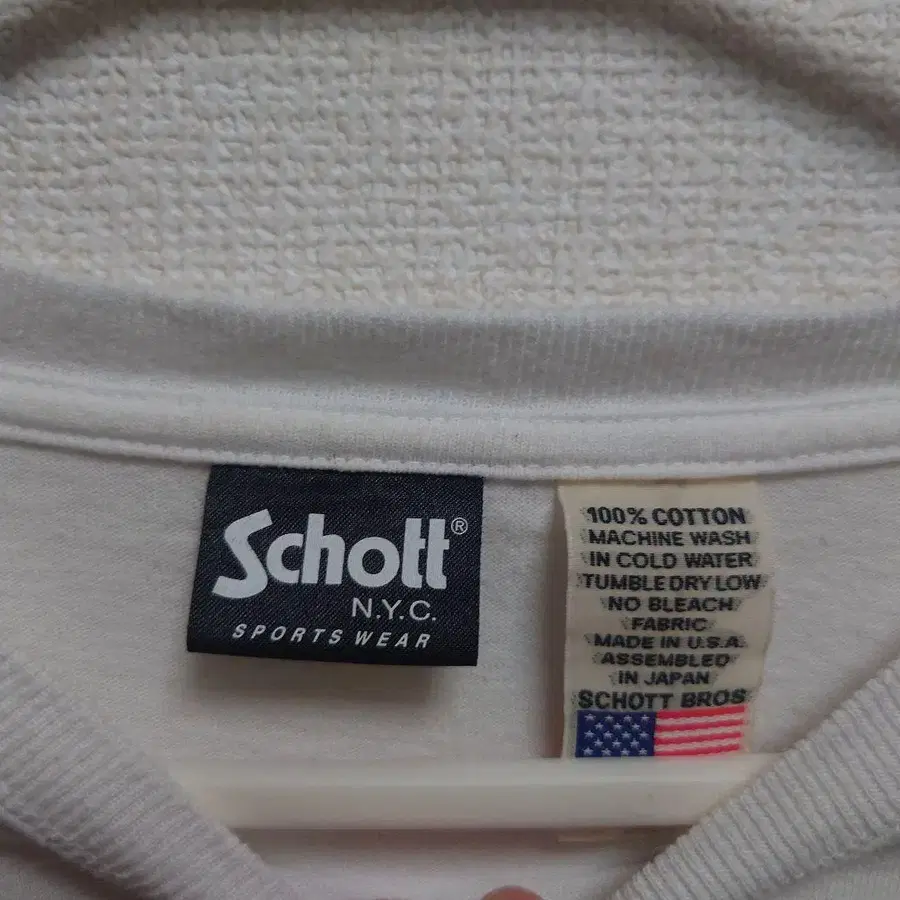 Schott®
N.Y.C.
SPORTS WEAR
100% COTTON
MACHINE WASH
IN COLD WATER
TUMBLE DRY LOW
NO BLEACH
FABRIC
MADE IN U.S.A.
ASSEMBLED
IN JAPAN
SCHOTT BROS